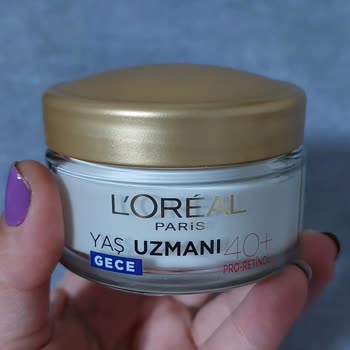 L'ORÉAL
PARIS
YAŞ UZMANI 40+
GECE PRO-RETINOL